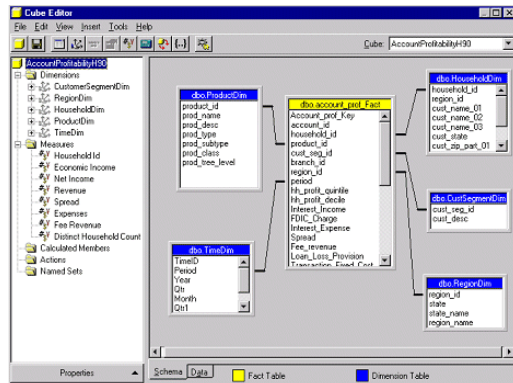 Cube Editor
File Edit View Insert Tools Help
Cube: AccountProfitabilityH90
AccountProfitabilityH90
Dimensions
CustomerSegmentDim
RegionDim
HouseholdDim
ProductDim
TimeDim
Measures
Household Id
Economic Income
Net Income
Revenue
Spread
Expenses
Fee Revenue
Distinct Household Count
Calculated Members
Actions
Named Sets
Properties
dbo.ProductDim
product_id
prod_name
prod_desc
prod_type
prod_subtype
prod_class
prod_tree_level
dbo.TimeDim
TimeID
Period
Year
Qtr
Month
Qtr1
dbo.account_prof_Fact
Account_prof_Key
account_id
household_id
product_id
cust_seg_id
branch_id
region_id
period
hh_profit_quintile
hh_profit_decile
Interest_Income
FDIC_Charge
Interest_Expense
Spread
Fee_revenue
Loan_Loss_Provision
Transaction_Fixed_Cost
dbo.HouseholdDim
household_id
region_id
cust_name_01
cust_name_02
cust_name_03
cust_state
cust_zip_part_01
dbo.CustSegmentDim
cust_seg_id
cust_desc
dbo.RegionDim
region_id
state
state_name
region_name
Schema Data
Fact Table
Dimension Table